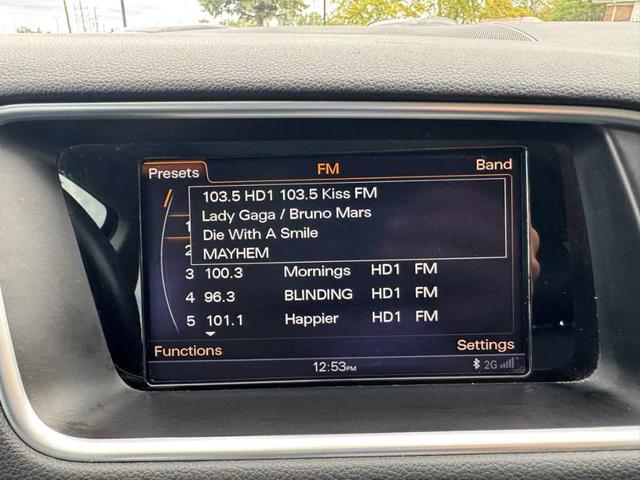 Presets FM Band
103.5 HD1 103.5 Kiss FM
Lady Gaga / Bruno Mars
Die With A Smile
MAYHEM
1
2
3 100.3 Mornings HD1 FM
4 96.3 BLINDING HD1 FM
5 101.1 Happier HD1 FM
Functions Settings
12:53PM 2G